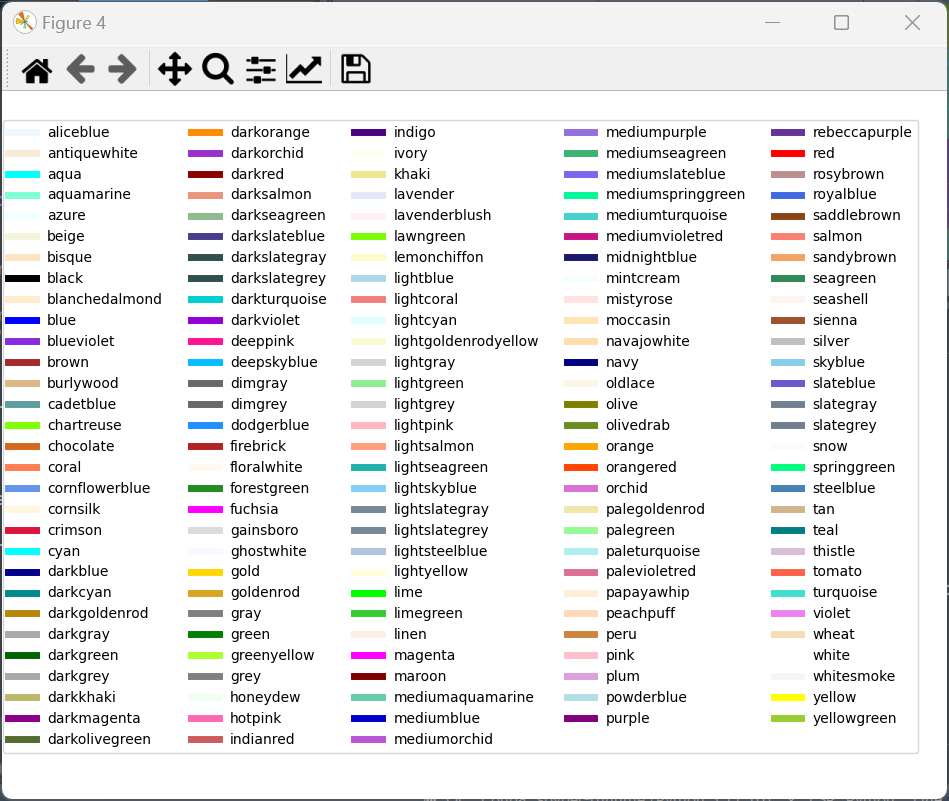 Figure 4
aliceblue
antiquewhite
aqua
aquamarine
azure
beige
bisque
black
blanchedalmond
blue
blueviolet
brown
burlywood
cadetblue
chartreuse
chocolate
coral
cornflowerblue
cornsilk
crimson
cyan
darkblue
darkcyan
darkgoldenrod
darkgray
darkgreen
darkgrey
darkkhaki
darkmagenta
darkolivegreen
darkorange
darkorchid
darkred
darksalmon
darkseagreen
darkslateblue
darkslategray
darkslategrey
darkturquoise
darkviolet
deeppink
deepskyblue
dimgray
dimgrey
dodgerblue
firebrick
floralwhite
forestgreen
fuchsia
gainsboro
ghostwhite
gold
goldenrod
gray
green
greenyellow
grey
honeydew
hotpink
indianred
indigo
ivory
khaki
lavender
lavenderblush
lawngreen
lemonchiffon
lightblue
lightcoral
lightcyan
lightgoldenrodyellow
lightgray
lightgreen
lightgrey
lightpink
lightsalmon
lightseagreen
lightskyblue
lightslategray
lightslategrey
lightsteelblue
lightyellow
lime
limegreen
linen
magenta
maroon
mediumaquamarine
mediumblue
mediumorchid
mediumpurple
mediumseagreen
mediumslateblue
mediumspringgreen
mediumturquoise
mediumvioletred
midnightblue
mintcream
mistyrose
moccasin
navajowhite
navy
oldlace
olive
olivedrab
orange
orangered
orchid
palegoldenrod
palegreen
paleturquoise
palevioletred
papayawhip
peachpuff
peru
pink
plum
powderblue
purple
rebeccapurple
red
rosybrown
royalblue
saddlebrown
salmon
sandybrown
seagreen
seashell
sienna
silver
skyblue
slateblue
slategray
slategrey
snow
springgreen
steelblue
tan
teal
thistle
tomato
turquoise
violet
wheat
white
whitesmoke
yellow
yellowgreen